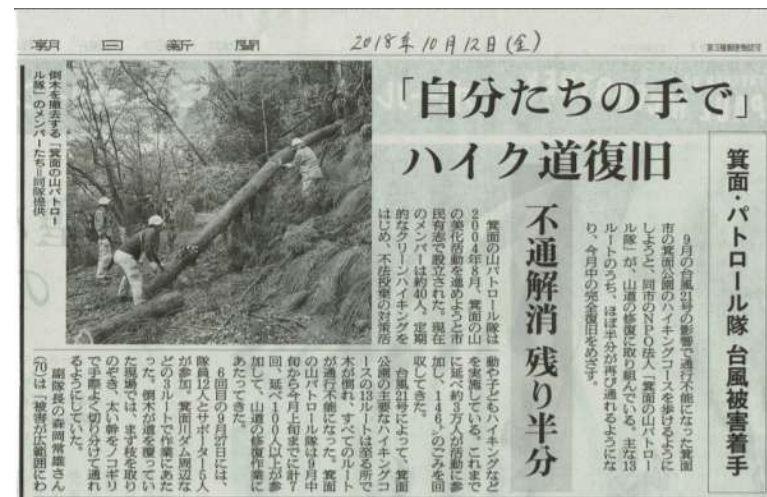 朝日新聞
2018年10月12日(金)
第三種郵便物認可
「自分たちの手で」
ハイク道復旧
箕面・パトロール隊 台風被害着手
不通解消 残り半分
倒木を撤去する「箕面の山パトロー
ル隊」のメンバーたち=同隊提供
9月の台風21号の影響で通行不能になった箕面
市の箕面公園のハイキングコースを歩けるように
しようと、同市のNPO法人「箕面の山パトロー
ル隊」が、山道の修復に取り組んでいる。主な13
ルートのうち、ほぼ半分が再び通れるようにな
り、今月中の完全復旧をめざす。
箕面の山パトロール隊は
2004年8月、箕面の山
の美化活動を進めようと市
民有志で設立された。現在
のメンバーは約40人。定期
的なクリーンハイキングを
はじめ、不法投棄の対策活
動や子どもハイキングなど
を実施している。これまで
に延べ約3万人が活動に参
加し、146㌧のごみを回
収してきた。
台風21号によって、箕面
公園の主要なハイキングコ
ースの13ルートは至る所で
木が倒れ、すべてのルート
が通行不能になった。箕面
の山パトロール隊は9月中
旬から今月上旬までに計7
回、延べ100人以上が参
加して、山道の修復作業に
あたってきた。
6回目の9月27日には、
隊員12人とサポーター5人
が参加。箕面川ダム周辺な
どの3ルートで作業にあた
った。倒木が道を覆ってい
た現場では、まず枝を取り
のぞき、太い幹をノコギリ
で手際よく切り分けて通れ
るようにしていた。
副隊長の森岡常雄さん
(70)は「被害が広範囲にわ